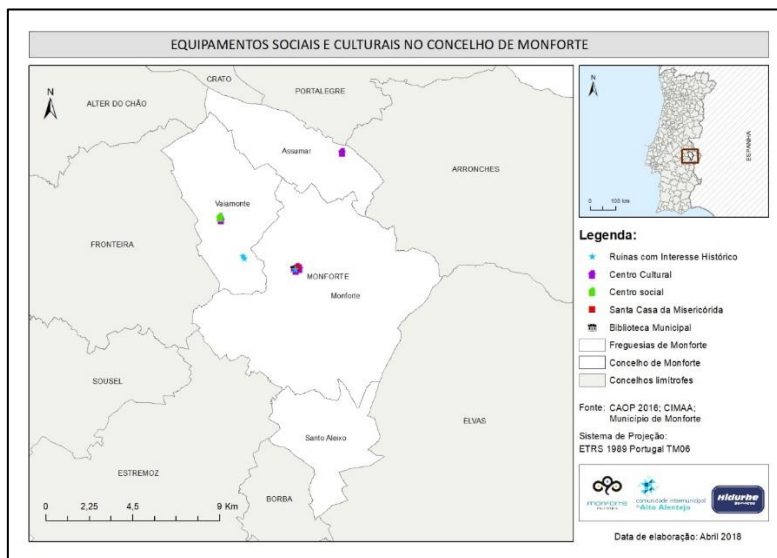 EQUIPAMENTOS SOCIAIS E CULTURAIS NO CONCELHO DE MONFORTE
N
CRATO
PORTALEGRE
ALTER DO CHÃO
Assumar
ARRONCHES
Vaiamonte
FRONTEIRA
MONFORTE
Monforte
SOUSEL
Santo Aleixo
ELVAS
ESTREMOZ
BORBA
0 2,25 4,5 9 Km
N
ESPANHA
0 100 km
Legenda:
Ruinas com Interesse Histórico
Centro Cultural
Centro social
Santa Casa da Misericórida
Biblioteca Municipal
Freguesias de Monforte
Concelho de Monforte
Concelhos limítrofes
Fonte: CAOP 2016; CIMAA;
Município de Monforte
Sistema de Projeção:
ETRS 1989 Portugal TM06
monforte
comunidade intermunicipal
do Alto Alentejo
Hidurbe
Data de elaboração: Abril 2018